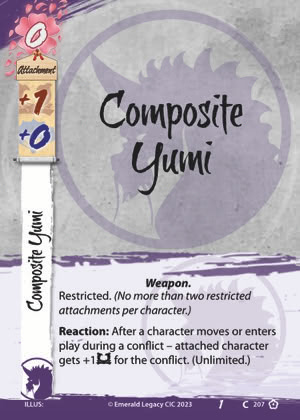 0
Attachment
+1
+0
Composite
Yumi
Composite Yumi
Weapon.
Restricted. (No more than two restricted
attachments per character.)
Reaction: After a character moves or enters
play during a conflict – attached character
gets +1 for the conflict. (Unlimited.)
ILLUS:
© Emerald Legacy CIC 2023
1
C 207